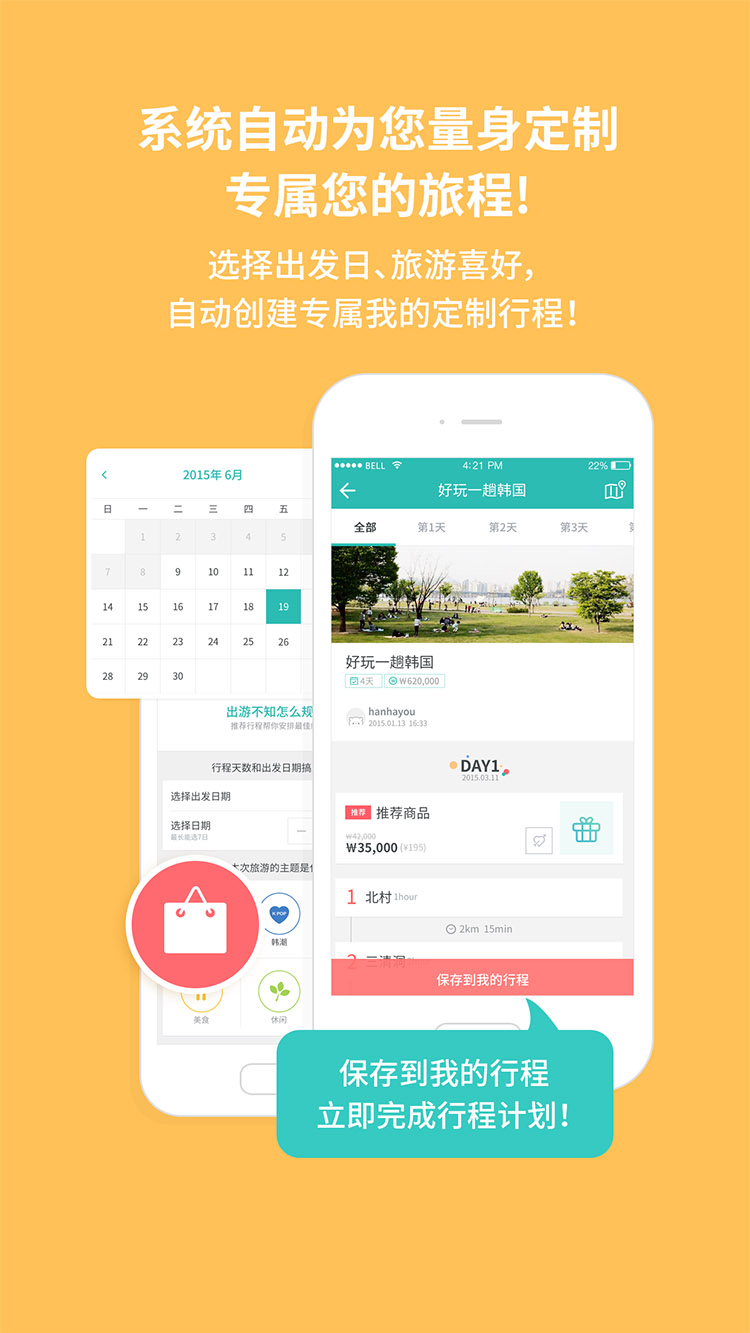 系统自动为您量身定制
专属您的旅程!
选择出发日、旅游喜好,
自动创建专属我的定制行程!
2015年 6月
日 一 二 三 四 五
1 2 3 4 5
7 8 9 10 11 12
14 15 16 17 18 19
21 22 23 24 25 26
28 29 30
出游不知怎么规
推荐行程帮你安排最佳
行程天数和出发日期搞
选择出发日期
选择日期
最长能选7日
本次旅游的主题是什
K POP
韩潮
美食
休闲
BELL 4:21 PM 22%
好玩一趟韩国
全部 第1天 第2天 第3天
好玩一趟韩国
4天 ₩620,000
hanhayou
2015.01.13 16:33
DAY1
2015.03.11
推荐 推荐商品
₩42,000
₩35,000 (¥195)
1 北村 1hour
2km 15min
2 三清洞
保存到我的行程
保存到我的行程
立即完成行程计划!